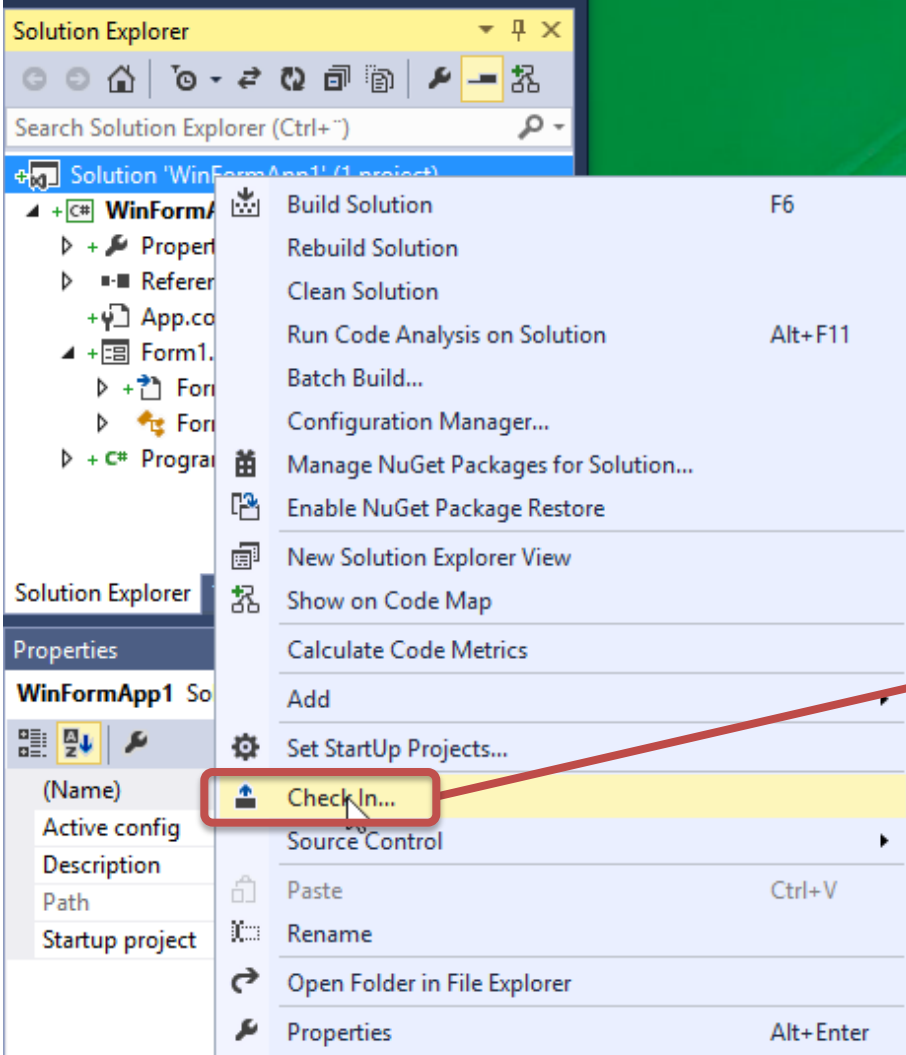 Solution Explorer
Search Solution Explorer (Ctrl+¨)
Solution 'WinFormApp1' (1 project)
C# WinFormA
Propert
Referen
App.co
Form1.
Form
Form
C# Program
Build Solution F6
Rebuild Solution
Clean Solution
Run Code Analysis on Solution Alt+F11
Batch Build...
Configuration Manager...
Manage NuGet Packages for Solution...
Enable NuGet Package Restore
New Solution Explorer View
Show on Code Map
Calculate Code Metrics
Add
Set StartUp Projects...
Check In...
Source Control
Paste Ctrl+V
Rename
Open Folder in File Explorer
Properties Alt+Enter
Solution Explorer
Properties
WinFormApp1 So
(Name)
Active config
Description
Path
Startup project